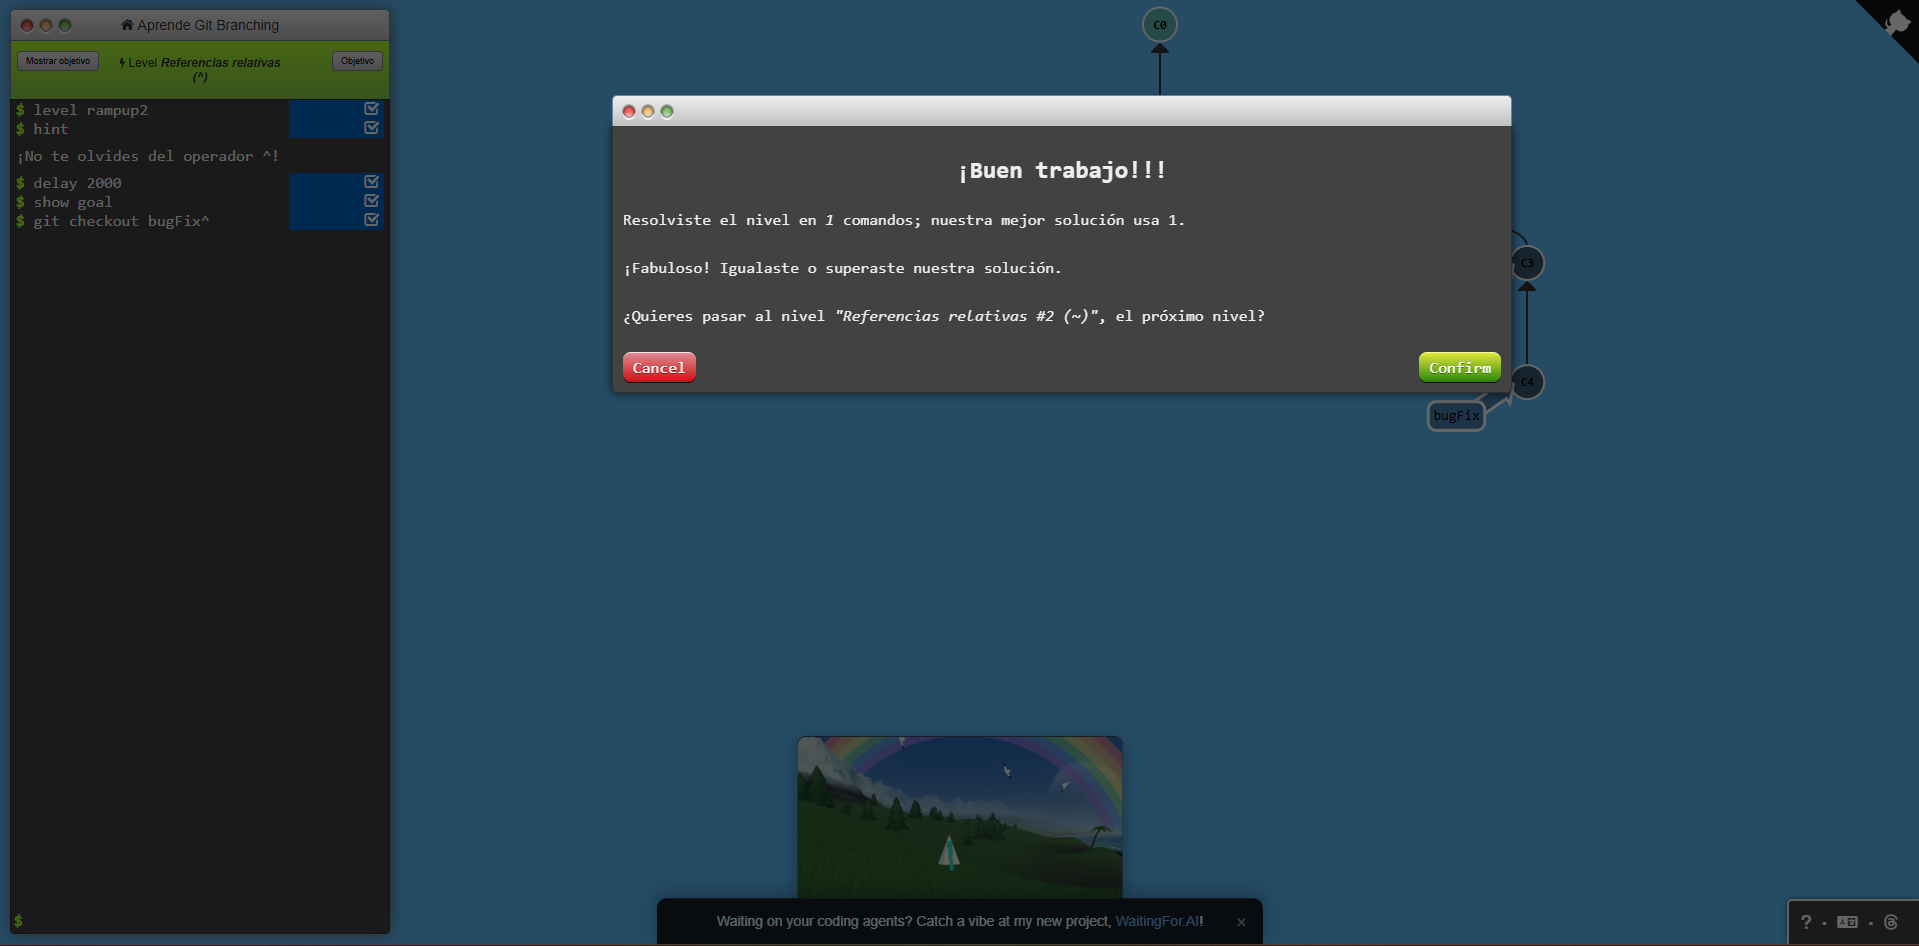 Aprende Git Branching
Mostrar objetivo
Level Referencias relativas (^)
Objetivo
$ level rampup2
$ hint
¡No te olvides del operador ^!
$ delay 2000
$ show goal
$ git checkout bugFix^
$
C0
¡Buen trabajo!!!
Resolviste el nivel en 1 comandos; nuestra mejor solución usa 1.
¡Fabuloso! Igualaste o superaste nuestra solución.
¿Quieres pasar al nivel "Referencias relativas #2 (~)", el próximo nivel?
Cancel
Confirm
C3
C4
bugFix
Waiting on your coding agents? Catch a vibe at my new project, WaitingFor.AI!
×
?